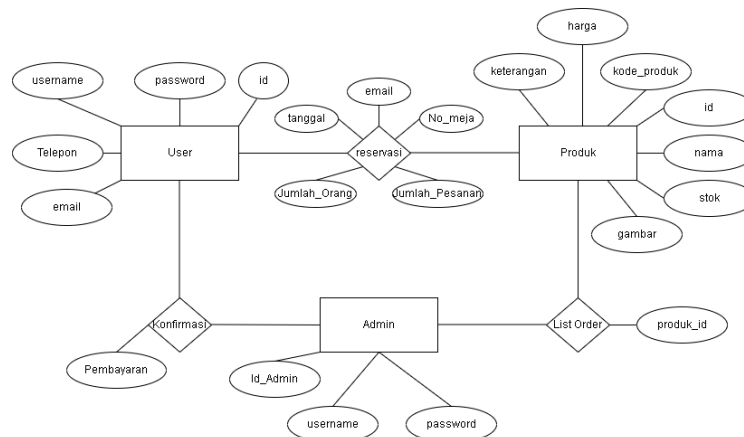 harga
keterangan
kode_produk
username
password
id
email
id
tanggal
No_meja
Telepon
User
reservasi
Produk
nama
Jumlah_Orang
Jumlah_Pesanan
stok
email
gambar
Konfirmasi
Admin
List Order
produk_id
Pembayaran
Id_Admin
username
password